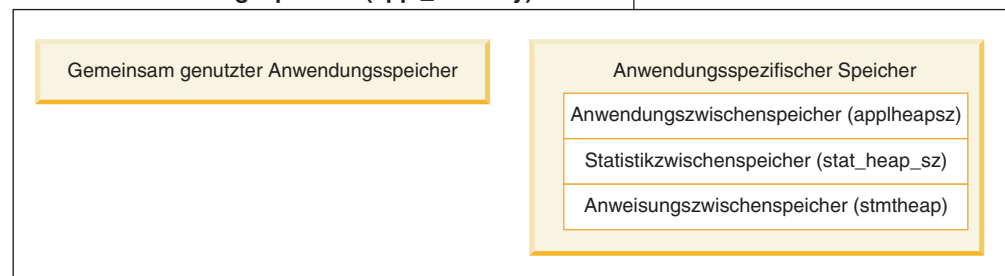 Gemeinsam genutzter Anwendungsspeicher
Anwendungsspezifischer Speicher
Anwendungszwischenspeicher (applheapsz)
Statistikzwischenspeicher (stat_heap_sz)
Anweisungszwischenspeicher (stmtheap)